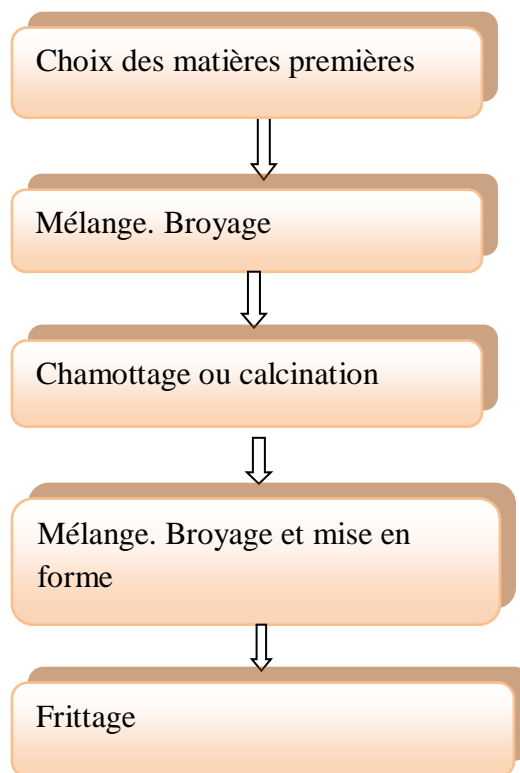 Choix des matières premières
Mélange. Broyage
Chamottage ou calcination
Mélange. Broyage et mise en
forme
Frittage